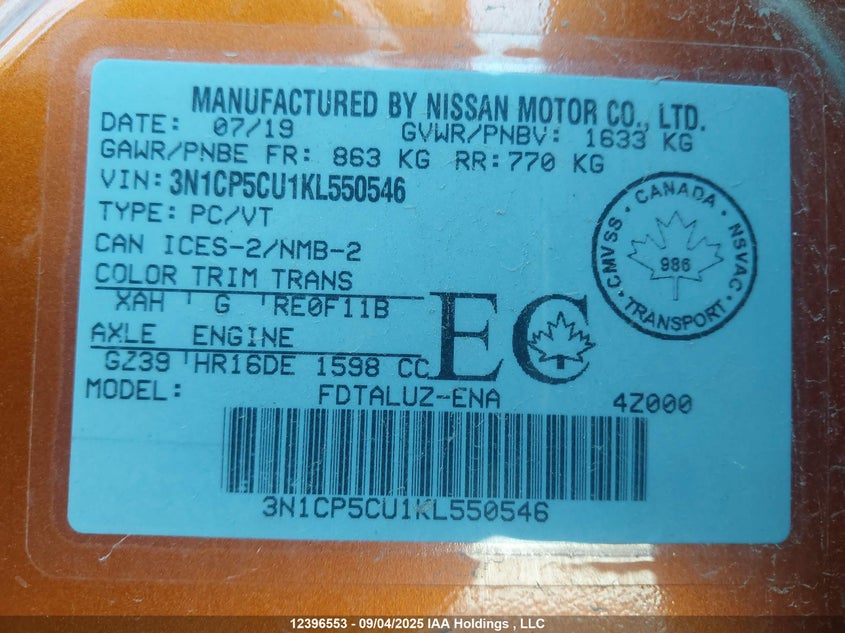 MANUFACTURED BY NISSAN MOTOR CO., LTD.
DATE: 07/19 GVWR/PNBV: 1633 KG
GAWR/PNBE FR: 863 KG RR: 770 KG
VIN: 3N1CP5CU1KL550546
TYPE: PC/VT
CAN ICES-2/NMB-2
COLOR TRIM TRANS
XAH G RE0F11B
AXLE ENGINE
GZ39 HR16DE 1598 CC
MODEL: FDTALUZ-ENA 4Z000
EC
CMVSS · CANADA · NSVAC · TRANSPORT ·
986
3N1CP5CU1KL550546
12396553 - 09/04/2025 IAA Holdings , LLC